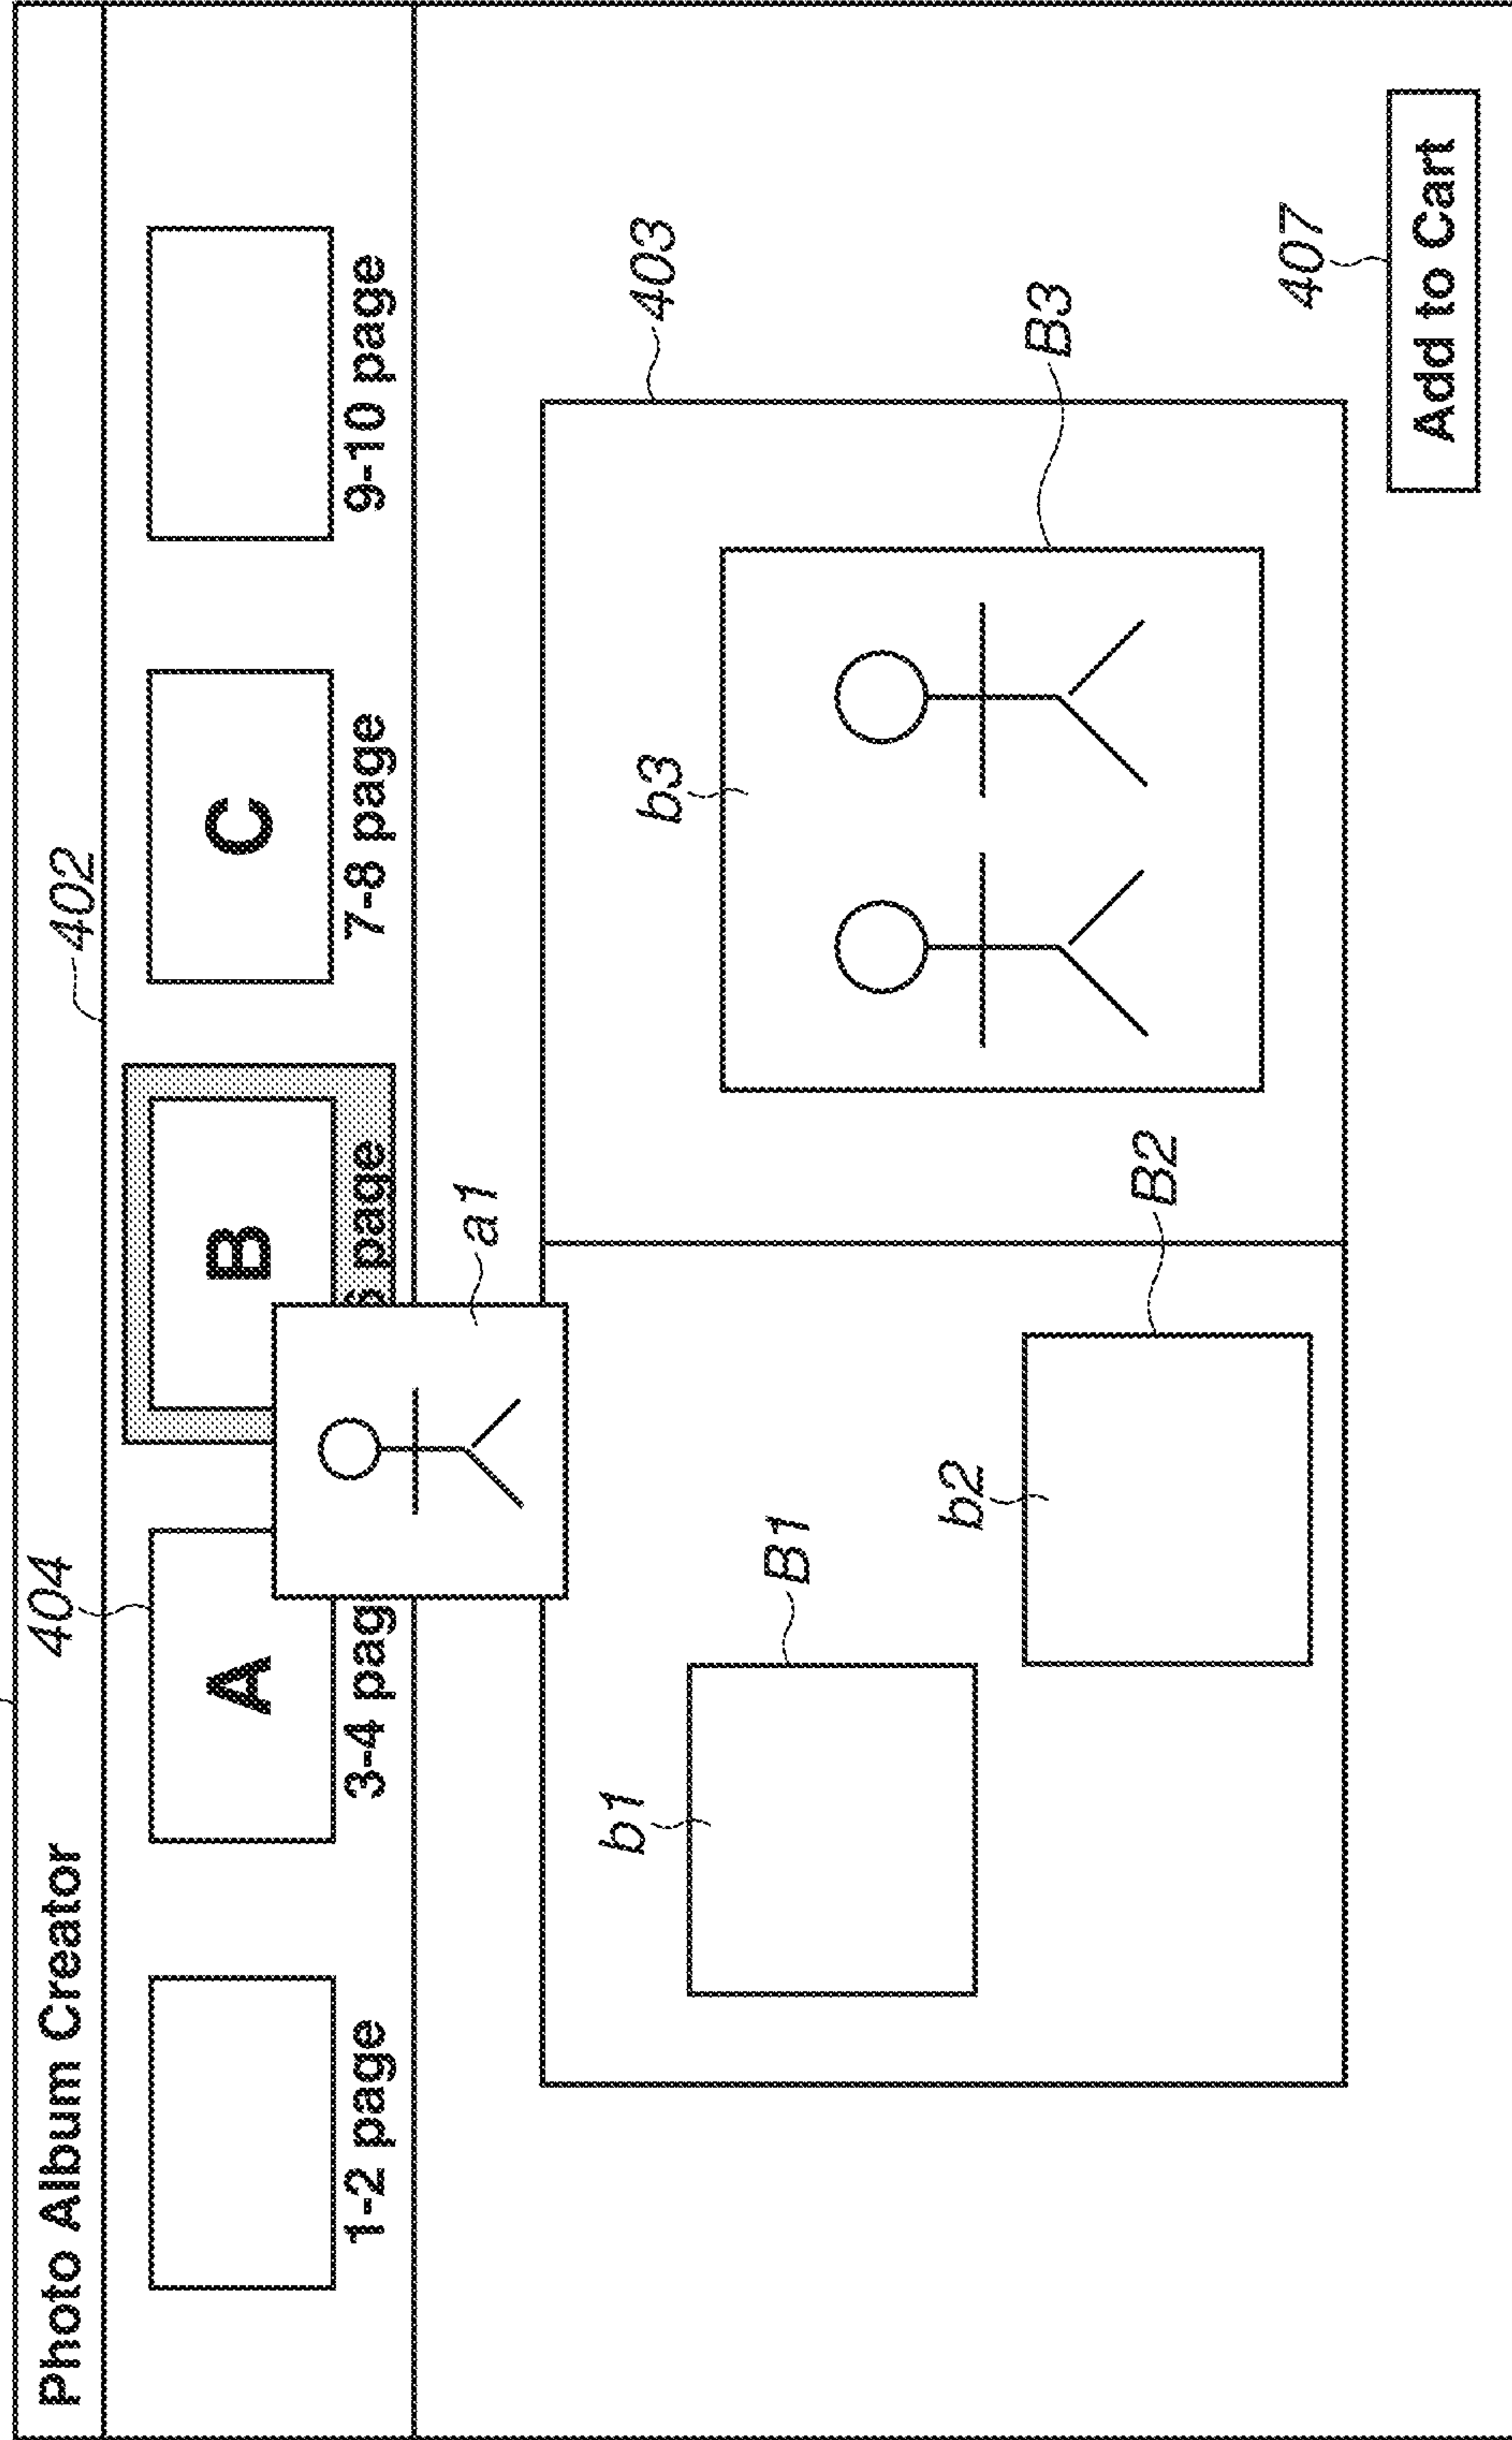 Photo Album Creator
404
402
A
B
C
1-2 page
3-4 pag
page
7-8 page
9-10 page
a1
403
b1
B1
b2
B2
b3
B3
407
Add to Cart